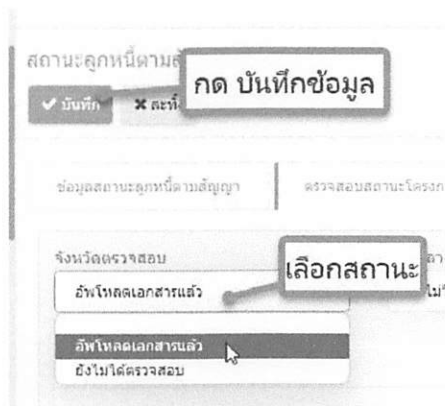 สถานะลูกหนี้ตามสั
กด บันทึกข้อมูล
✔ บันทึก
✖ ละทิ้
ข้อมูลสถานะลูกหนี้ตามสัญญา
ตรวจสอบสถานะโครงก
จังหวัดตรวจสอบ
เลือกสถานะ
อัพโหลดเอกสารแล้ว
อัพโหลดเอกสารแล้ว
ยังไม่ได้ตรวจสอบ